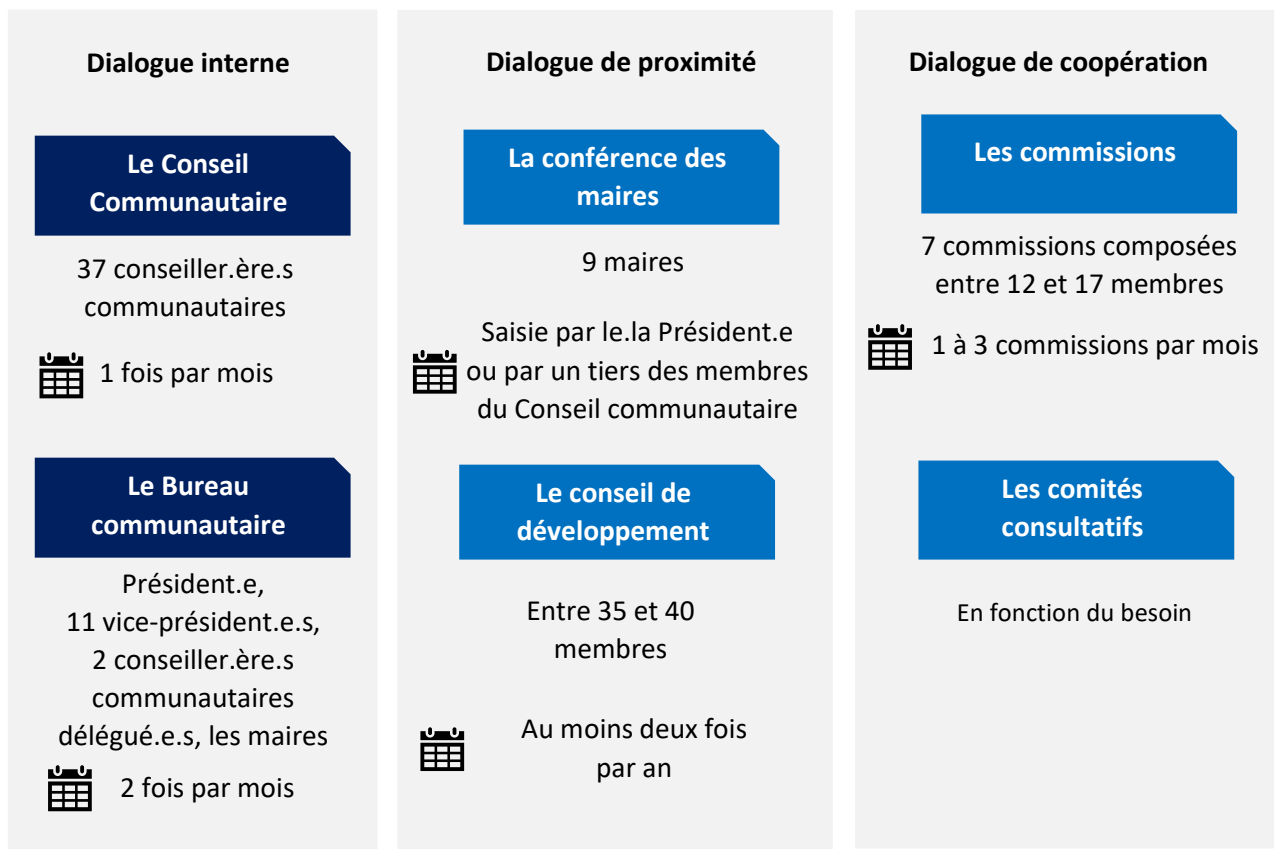 Dialogue interne
Le Conseil
Communautaire
37 conseiller.ère.s
communautaires
1 fois par mois
Le Bureau
communautaire
Président.e,
11 vice-président.e.s,
2 conseiller.ère.s
communautaires
délégué.e.s, les maires
2 fois par mois
Dialogue de proximité
La conférence des
maires
9 maires
Saisie par le.la Président.e
ou par un tiers des membres
du Conseil communautaire
Le conseil de
développement
Entre 35 et 40
membres
Au moins deux fois
par an
Dialogue de coopération
Les commissions
7 commissions composées
entre 12 et 17 membres
1 à 3 commissions par mois
Les comités
consultatifs
En fonction du besoin